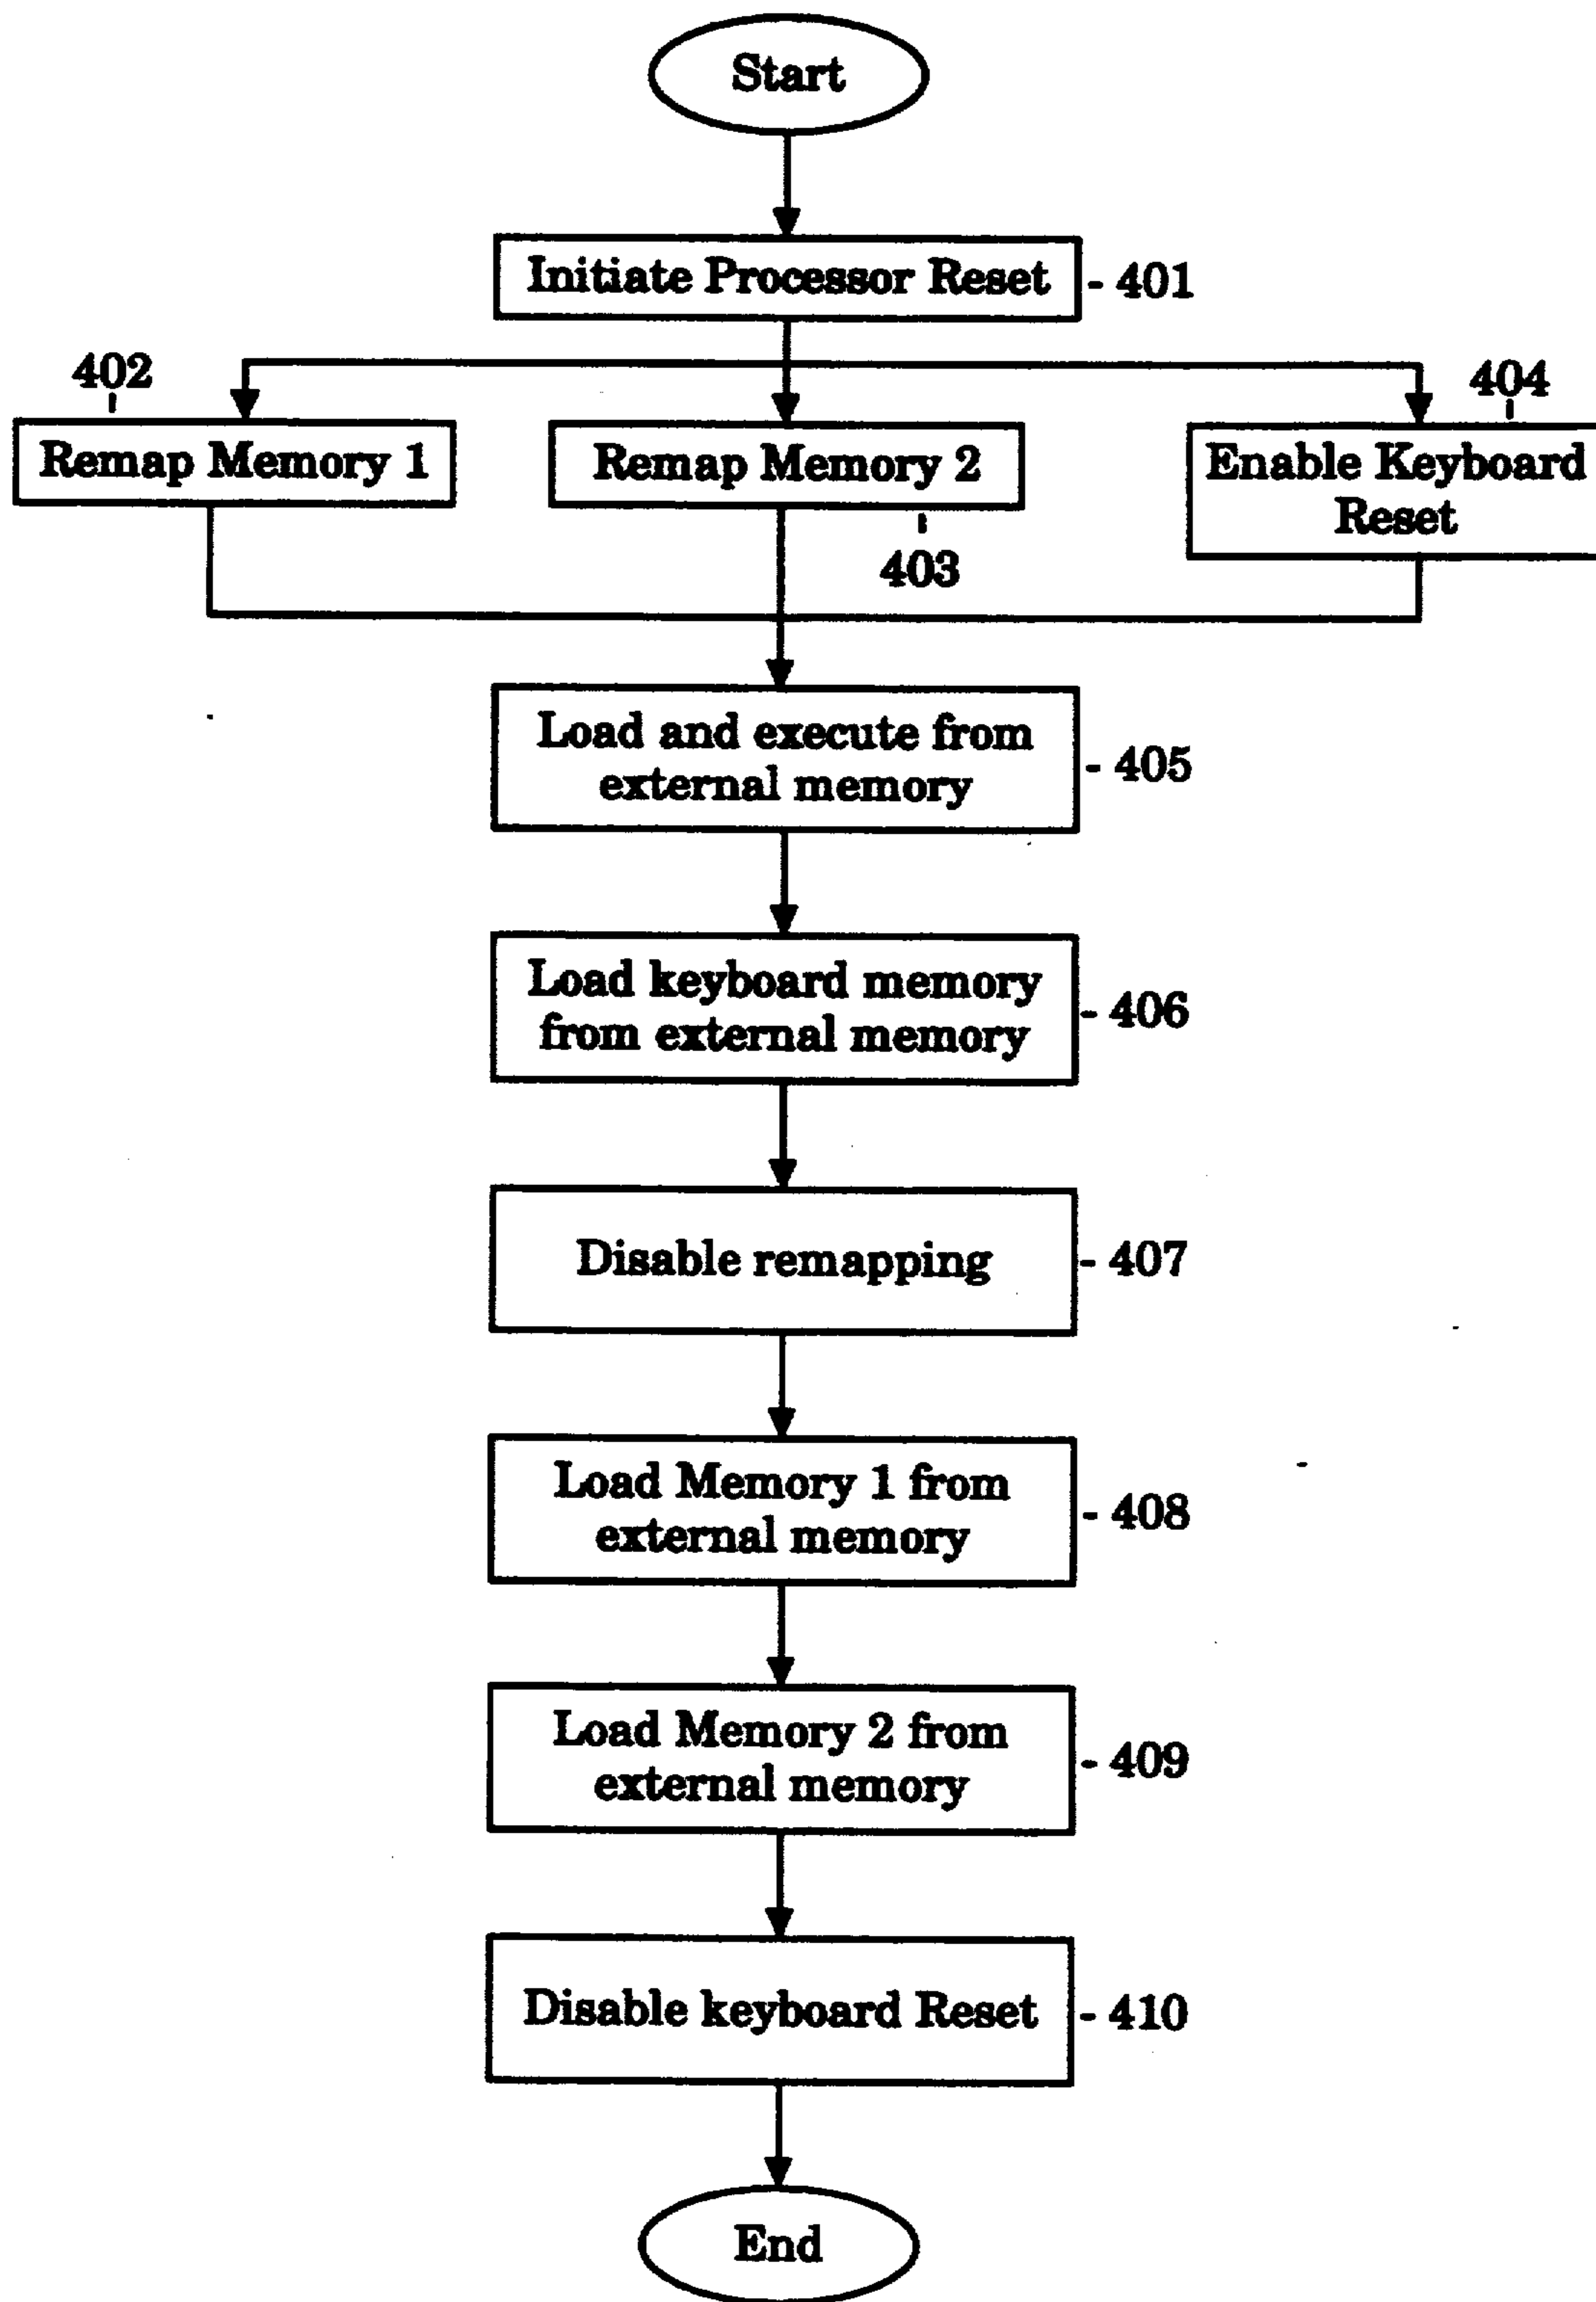 Start
Initiate Processor Reset
- 401
402
404
Remap Memory 1
Remap Memory 2
Enable Keyboard
Reset
403
Load and execute from
external memory
- 405
Load keyboard memory
from external memory
- 406
Disable remapping
- 407
Load Memory 1 from
external memory
- 408
Load Memory 2 from
external memory
- 409
Disable keyboard Reset
- 410
End